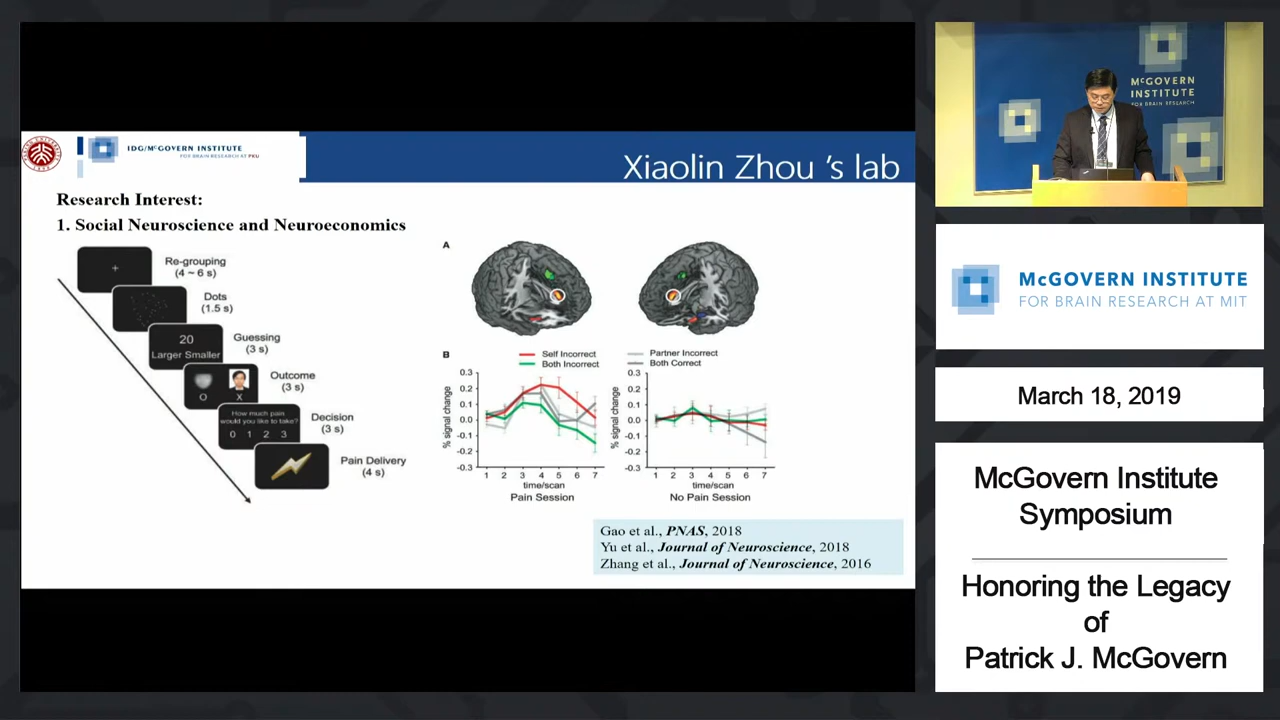 IDG/McGOVERN INSTITUTE
FOR BRAIN RESEARCH AT PKU
Xiaolin Zhou 's lab
Research Interest:
1. Social Neuroscience and Neuroeconomics
+
Re-grouping
(4 ~ 6 s)
Dots
(1.5 s)
20
Larger Smaller
Guessing
(3 s)
O X
Outcome
(3 s)
How much pain
would you like to take?
0 1 2 3
Decision
(3 s)
Pain Delivery
(4 s)
A
B
Self Incorrect
Both Incorrect
Partner Incorrect
Both Correct
% signal change
0.3
0.2
0.1
0.0
-0.1
-0.2
-0.3
1 2 3 4 5 6 7
time/scan
Pain Session
% signal change
0.3
0.2
0.1
0.0
-0.1
-0.2
-0.3
1 2 3 4 5 6 7
time/scan
No Pain Session
Gao et al., PNAS, 2018
Yu et al., Journal of Neuroscience, 2018
Zhang et al., Journal of Neuroscience, 2016
McGOVERN
INSTITUTE
FOR BRAIN RESEARCH
McGOVERN INSTITUTE
FOR BRAIN RESEARCH AT MIT
March 18, 2019
McGovern Institute
Symposium
Honoring the Legacy
of
Patrick J. McGovern